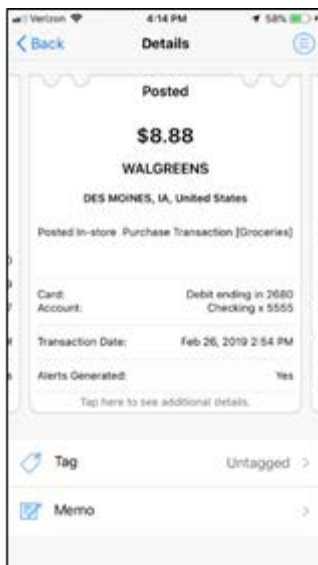 Verizon 4:14 PM 58%
Back Details
Posted
$8.88
WALGREENS
DES MOINES, IA, United States
Posted In-store Purchase Transaction [Groceries]
Card: Debit ending in 2680
Account: Checking x 5555
Transaction Date: Feb 26, 2019 2:54 PM
Alerts Generated: Yes
Tap here to see additional details.
Tag Untagged
Memo